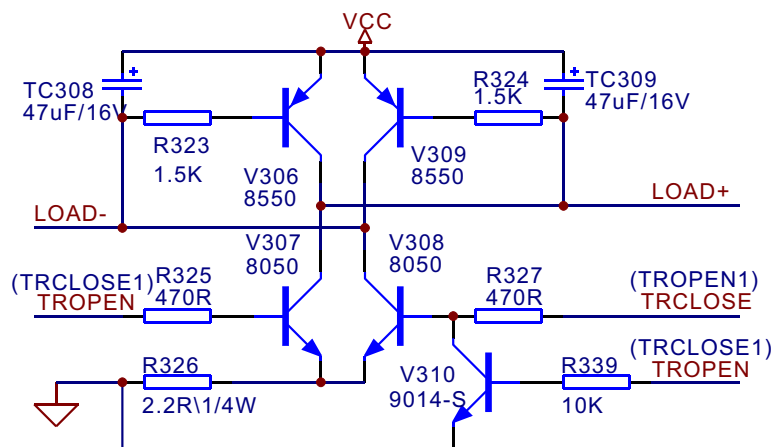 VCC
TC308
47uF/16V
R323
1.5K
R324
1.5K
TC309
47uF/16V
V306
8550
V309
8550
LOAD-
LOAD+
V307
8050
V308
8050
(TRCLOSE1)
TROPEN
R325
470R
R327
470R
(TROPEN1)
TRCLOSE
R326
2.2R\1/4W
V310
9014-S
R339
10K
(TRCLOSE1)
TROPEN